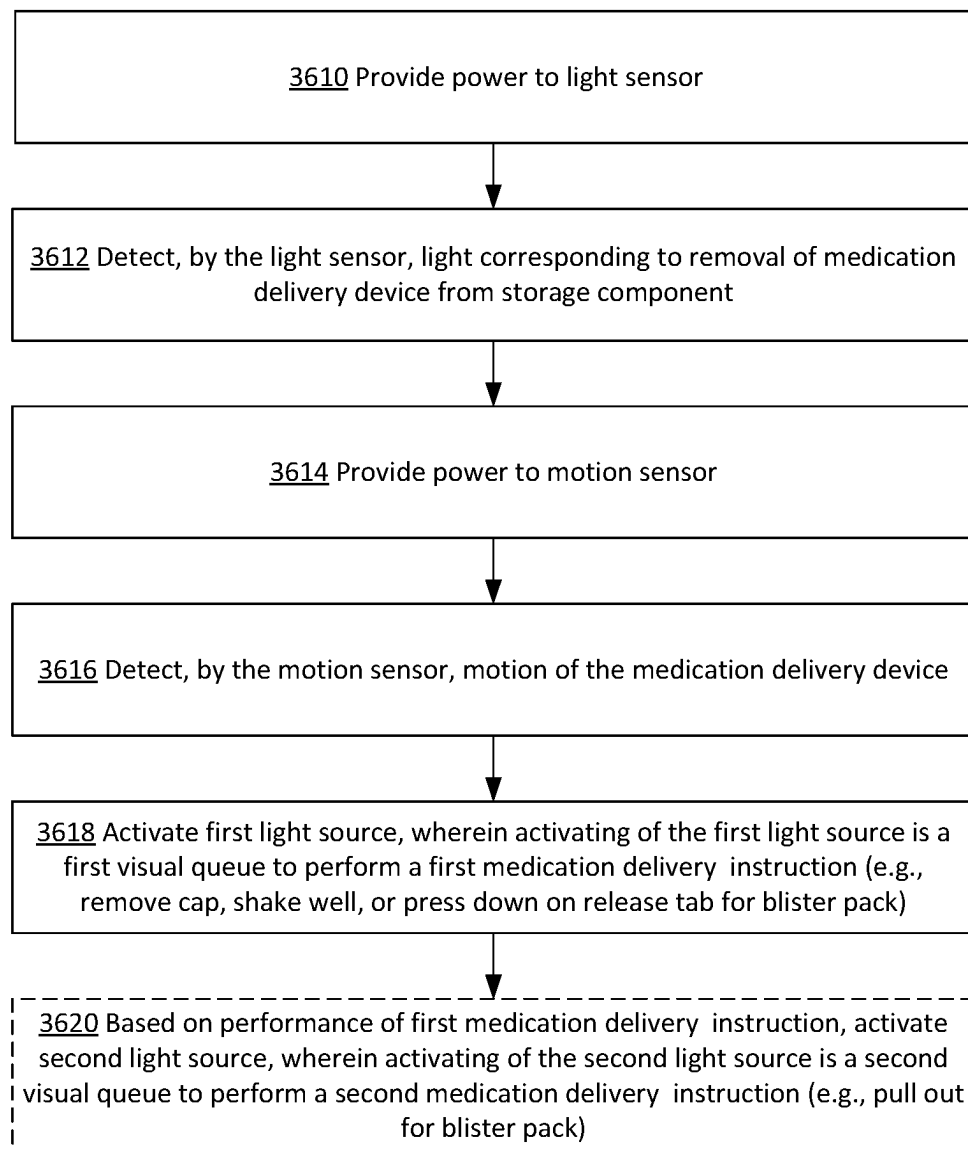 3610 Provide power to light sensor
3612 Detect, by the light sensor, light corresponding to removal of medication
delivery device from storage component
3614 Provide power to motion sensor
3616 Detect, by the motion sensor, motion of the medication delivery device
3618 Activate first light source, wherein activating of the first light source is a
first visual queue to perform a first medication delivery instruction (e.g.,
remove cap, shake well, or press down on release tab for blister pack)
3620 Based on performance of first medication delivery instruction, activate
second light source, wherein activating of the second light source is a second
visual queue to perform a second medication delivery instruction (e.g., pull out
for blister pack)